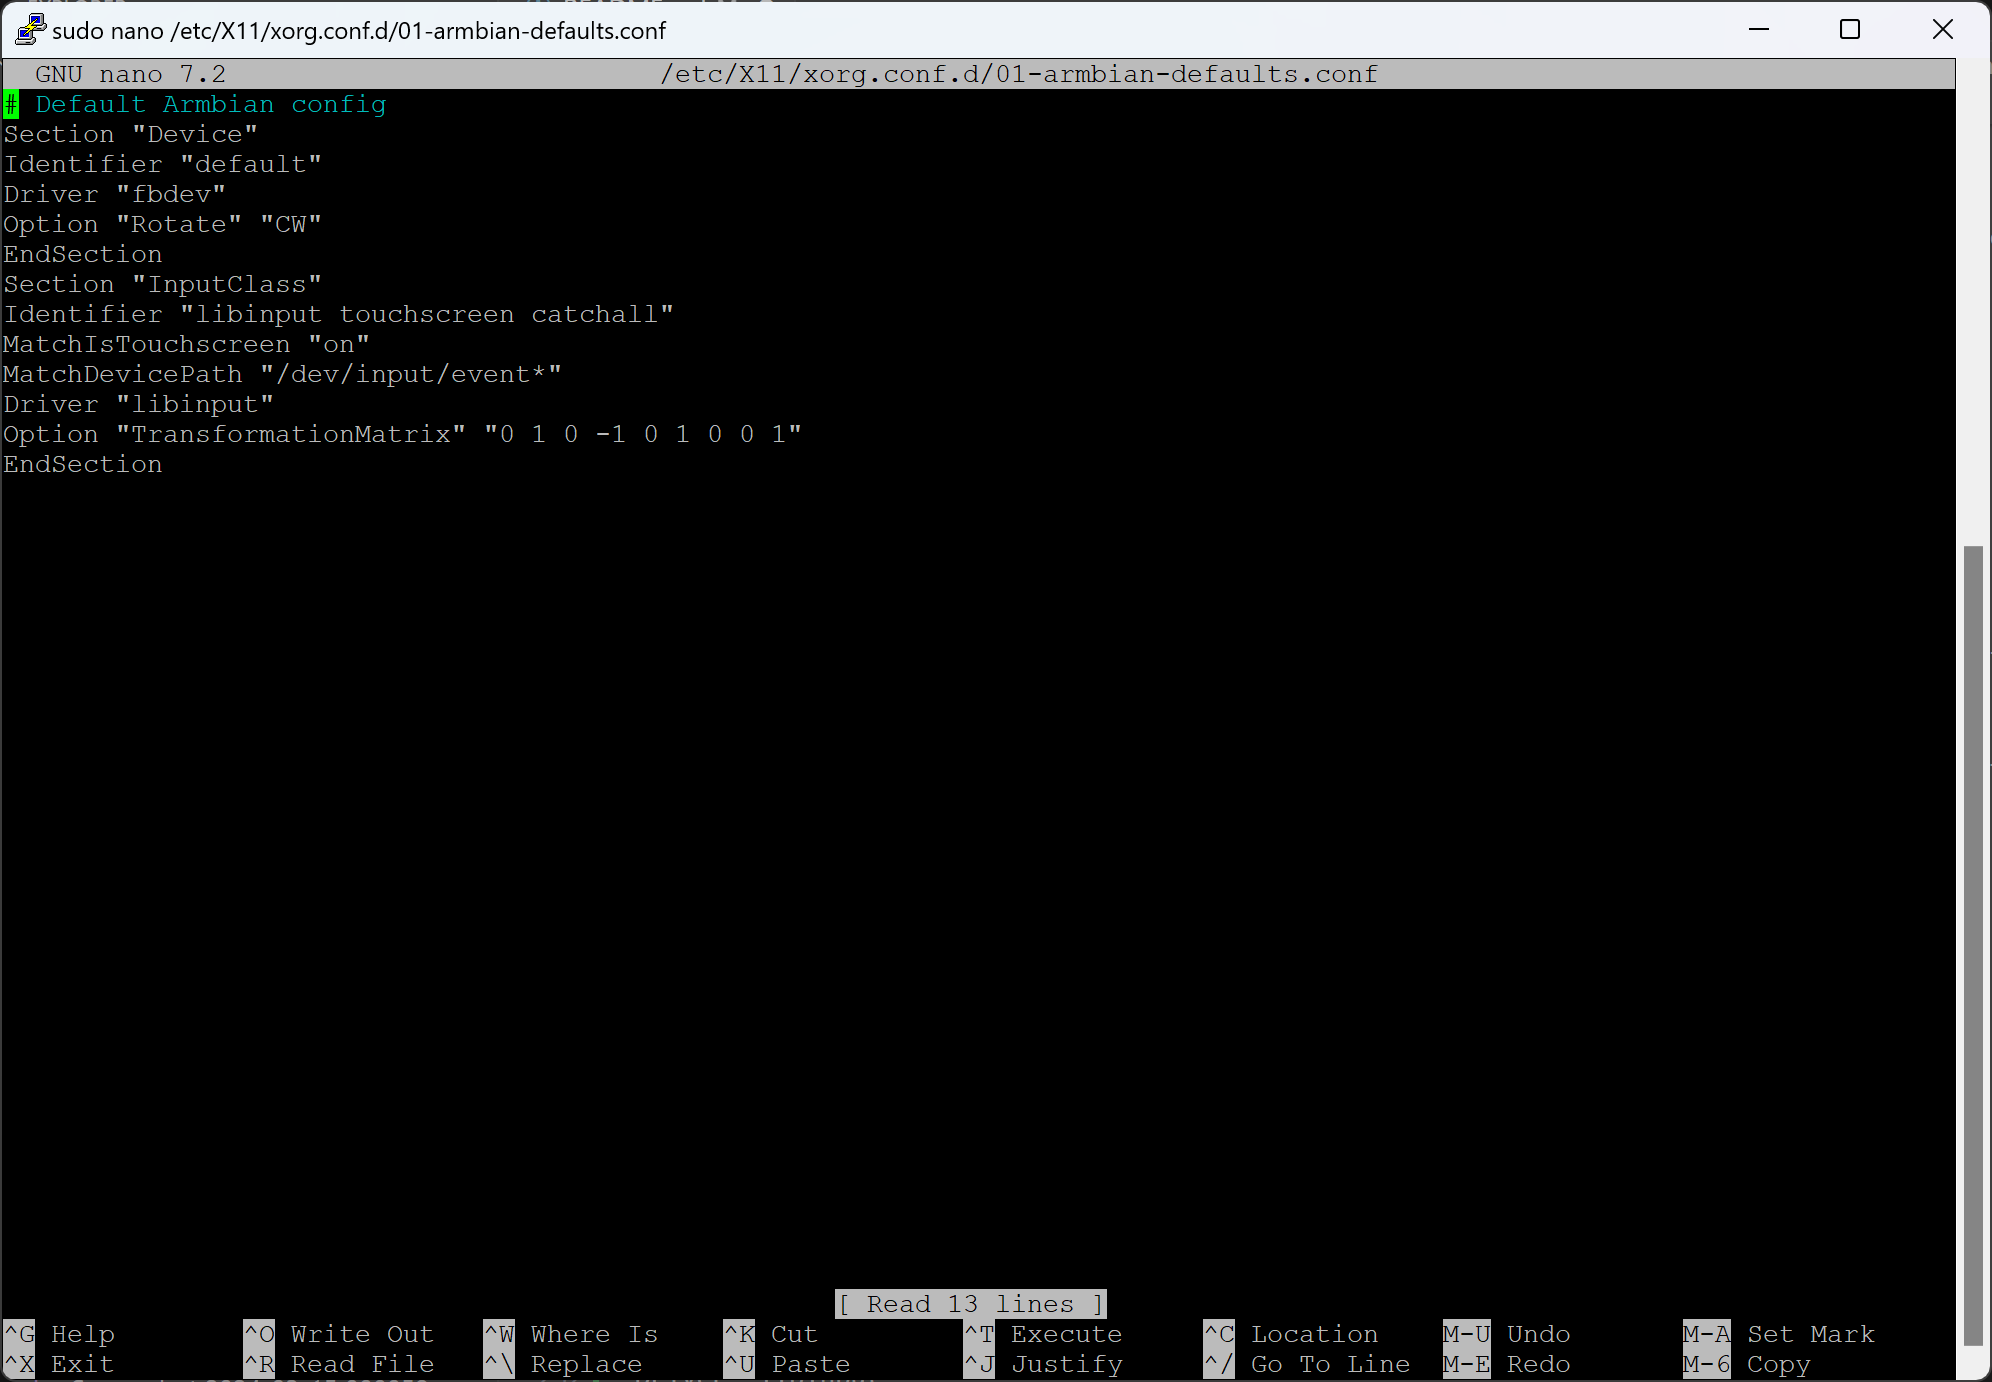 sudo nano /etc/X11/xorg.conf.d/01-armbian-defaults.conf
GNU nano 7.2 /etc/X11/xorg.conf.d/01-armbian-defaults.conf
# Default Armbian config
Section "Device"
Identifier "default"
Driver "fbdev"
Option "Rotate" "CW"
EndSection
Section "InputClass"
Identifier "libinput touchscreen catchall"
MatchIsTouchscreen "on"
MatchDevicePath "/dev/input/event*"
Driver "libinput"
Option "TransformationMatrix" "0 1 0 -1 0 1 0 0 1"
EndSection
[ Read 13 lines ]
^G Help ^O Write Out ^W Where Is ^K Cut ^T Execute ^C Location M-U Undo M-A Set Mark
^X Exit ^R Read File ^\ Replace ^U Paste ^J Justify ^/ Go To Line M-E Redo M-6 Copy